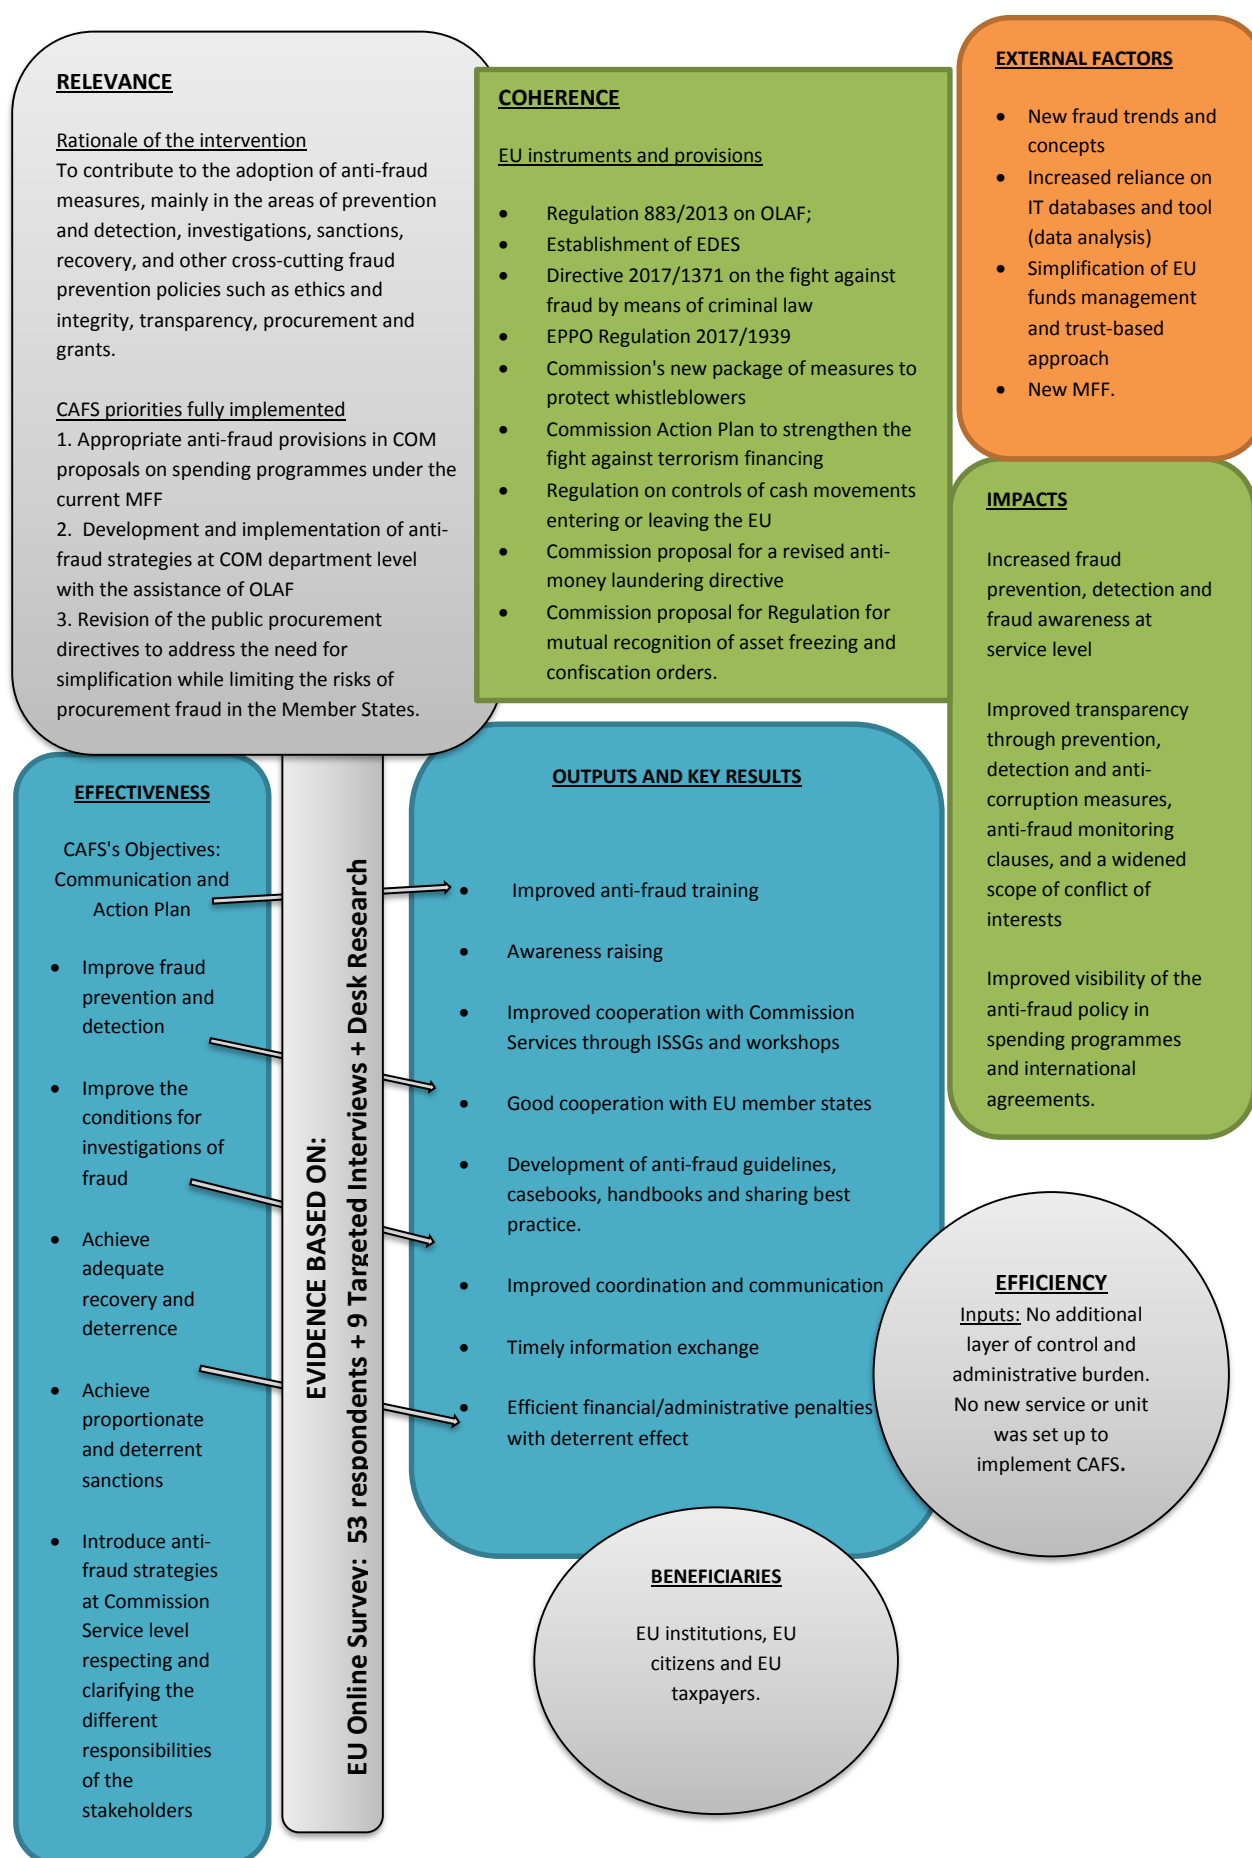 RELEVANCE
Rationale of the intervention
To contribute to the adoption of anti-fraud
measures, mainly in the areas of prevention
and detection, investigations, sanctions,
recovery, and other cross-cutting fraud
prevention policies such as ethics and
integrity, transparency, procurement and
grants.
CAFS priorities fully implemented
1. Appropriate anti-fraud provisions in COM
proposals on spending programmes under the
current MFF
2. Development and implementation of anti-
fraud strategies at COM department level
with the assistance of OLAF
3. Revision of the public procurement
directives to address the need for
simplification while limiting the risks of
procurement fraud in the Member States.
COHERENCE
EU instruments and provisions
• Regulation 883/2013 on OLAF;
• Establishment of EDES
• Directive 2017/1371 on the fight against
fraud by means of criminal law
• EPPO Regulation 2017/1939
• Commission's new package of measures to
protect whistleblowers
• Commission Action Plan to strengthen the
fight against terrorism financing
• Regulation on controls of cash movements
entering or leaving the EU
• Commission proposal for a revised anti-
money laundering directive
• Commission proposal for Regulation for
mutual recognition of asset freezing and
confiscation orders.
EXTERNAL FACTORS
• New fraud trends and
concepts
• Increased reliance on
IT databases and tool
(data analysis)
• Simplification of EU
funds management
and trust-based
approach
• New MFF.
IMPACTS
Increased fraud
prevention, detection and
fraud awareness at
service level
Improved transparency
through prevention,
detection and anti-
corruption measures,
anti-fraud monitoring
clauses, and a widened
scope of conflict of
interests
Improved visibility of the
anti-fraud policy in
spending programmes
and international
agreements.
EFFECTIVENESS
CAFS's Objectives:
Communication and
Action Plan
• Improve fraud
prevention and
detection
• Improve the
conditions for
investigations of
fraud
• Achieve
adequate
recovery and
deterrence
• Achieve
proportionate
and deterrent
sanctions
• Introduce anti-
fraud strategies
at Commission
Service level
respecting and
clarifying the
different
responsibilities
of the
stakeholders
EVIDENCE BASED ON:
EU Online Survey: 53 respondents + 9 Targeted Interviews + Desk Research
OUTPUTS AND KEY RESULTS
• Improved anti-fraud training
• Awareness raising
• Improved cooperation with Commission
Services through ISSGs and workshops
• Good cooperation with EU member states
• Development of anti-fraud guidelines,
casebooks, handbooks and sharing best
practice.
• Improved coordination and communication
• Timely information exchange
• Efficient financial/administrative penalties
with deterrent effect
EFFICIENCY
Inputs: No additional
layer of control and
administrative burden.
No new service or unit
was set up to
implement CAFS.
BENEFICIARIES
EU institutions, EU
citizens and EU
taxpayers.